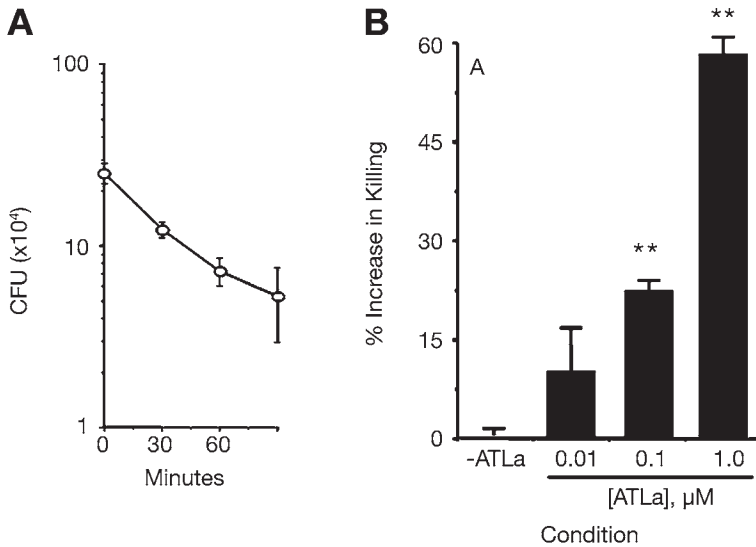 A
100
10
1
CFU (x10⁴)
0 30 60
Minutes
B
A
60
45
30
15
0
% Increase in Killing
**
**
-ATLa 0.01 0.1 1.0
[ATLa], µM
Condition